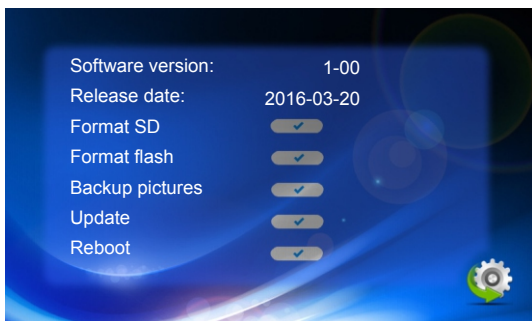 Software version: 1-00
Release date: 2016-03-20
Format SD
Format flash
Backup pictures
Update
Reboot